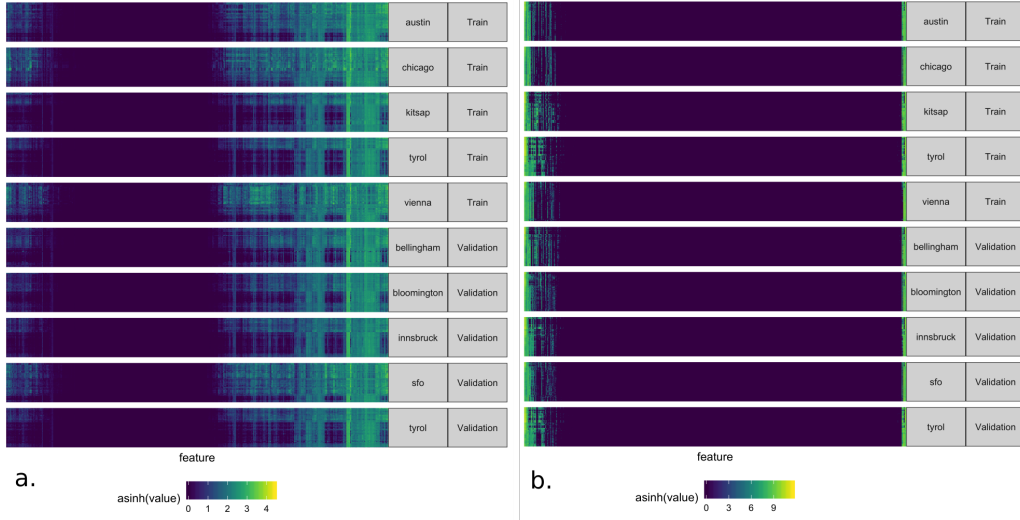 austin Train
chicago Train
kitsap Train
tyrol Train
vienna Train
bellingham Validation
bloomington Validation
innsbruck Validation
sfo Validation
tyrol Validation
feature
a.
asinh(value)
0 1 2 3 4
austin Train
chicago Train
kitsap Train
tyrol Train
vienna Train
bellingham Validation
bloomington Validation
innsbruck Validation
sfo Validation
tyrol Validation
feature
b.
asinh(value)
0 3 6 9